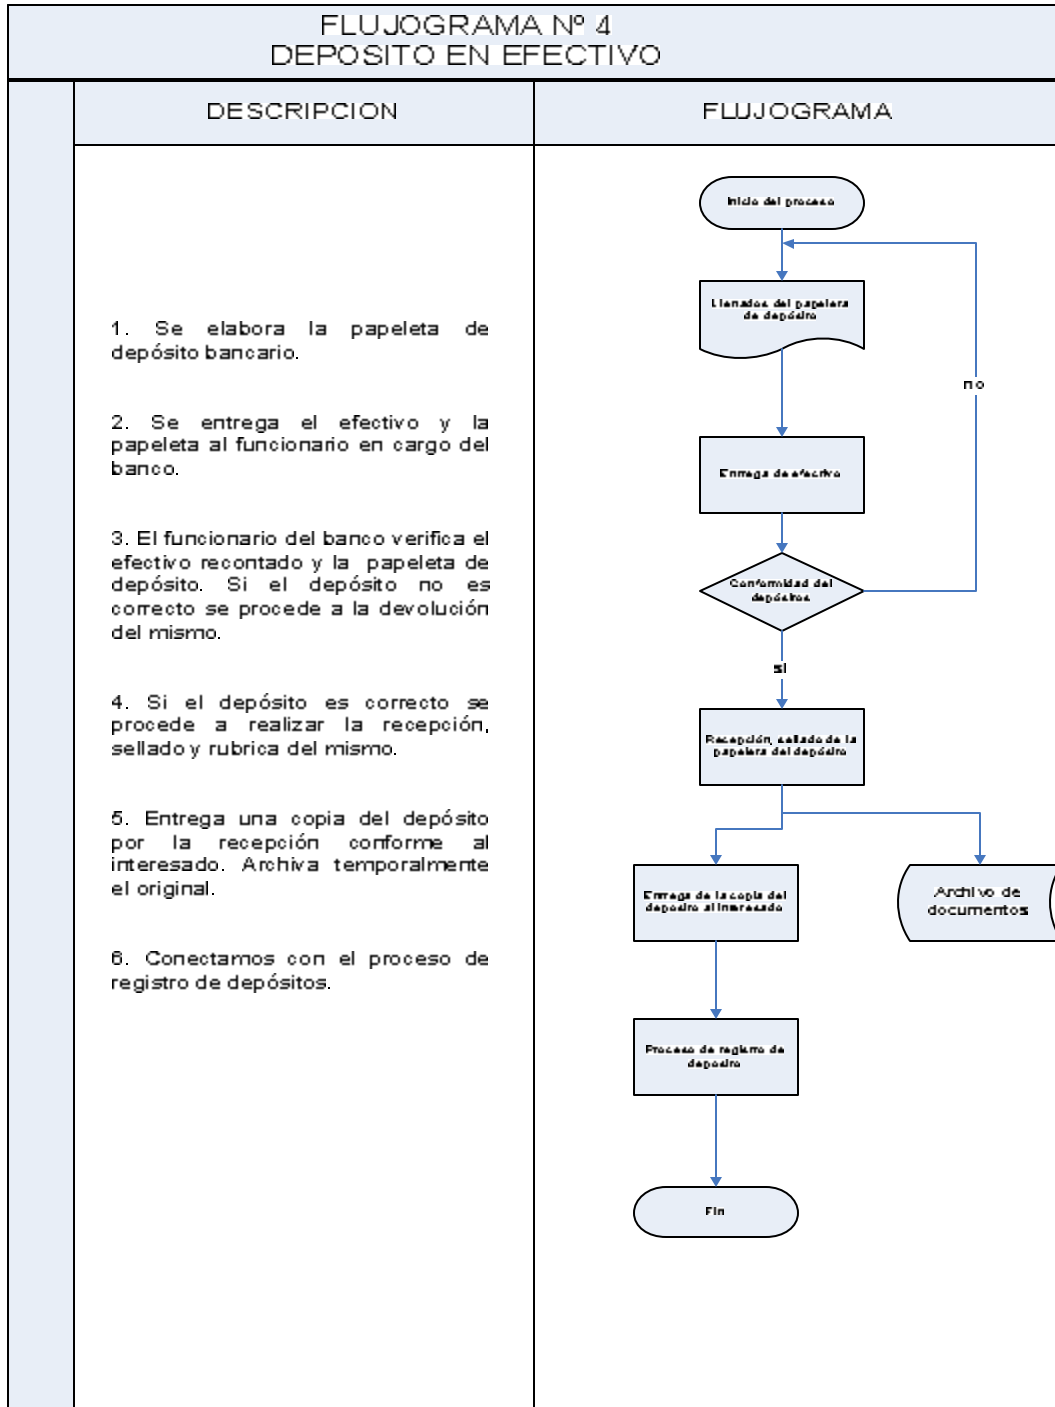 FLUJOGRAMA Nº 4
DEPOSITO EN EFECTIVO
DESCRIPCION
FLUJOGRAMA
1. Se elabora la papeleta de
depósito bancario.
2. Se entrega el efectivo y la
papeleta al funcionario en cargo del
banco.
3. El funcionario del banco verifica el
efectivo recontado y la papeleta de
depósito. Si el depósito no es
correcto se procede a la devolución
del mismo.
4. Si el depósito es correcto se
procede a realizar la recepción,
sellado y rubrica del mismo.
5. Entrega una copia del depósito
por la recepción conforme al
interesado. Archiva temporalmente
el original.
6. Conectamos con el proceso de
registro de depósitos.
Inicio del proceso
Llenados del papeleta
de depósito
no
Entrega de efectivo
Conformidad del
depósitos
si
Recepción, sellado de la
papeleta del depósito
Entrega de la copia del
deposito al interesado
Archivo de
documentos
Proceso de registro de
deposito
Fin